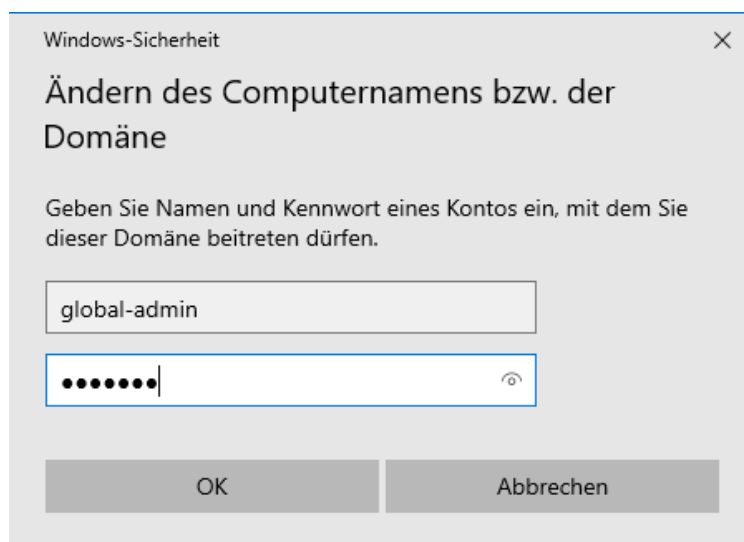 Windows-Sicherheit
Ändern des Computernamens bzw. der
Domäne
Geben Sie Namen und Kennwort eines Kontos ein, mit dem Sie
dieser Domäne beitreten dürfen.
global-admin
●●●●●●●
OK
Abbrechen